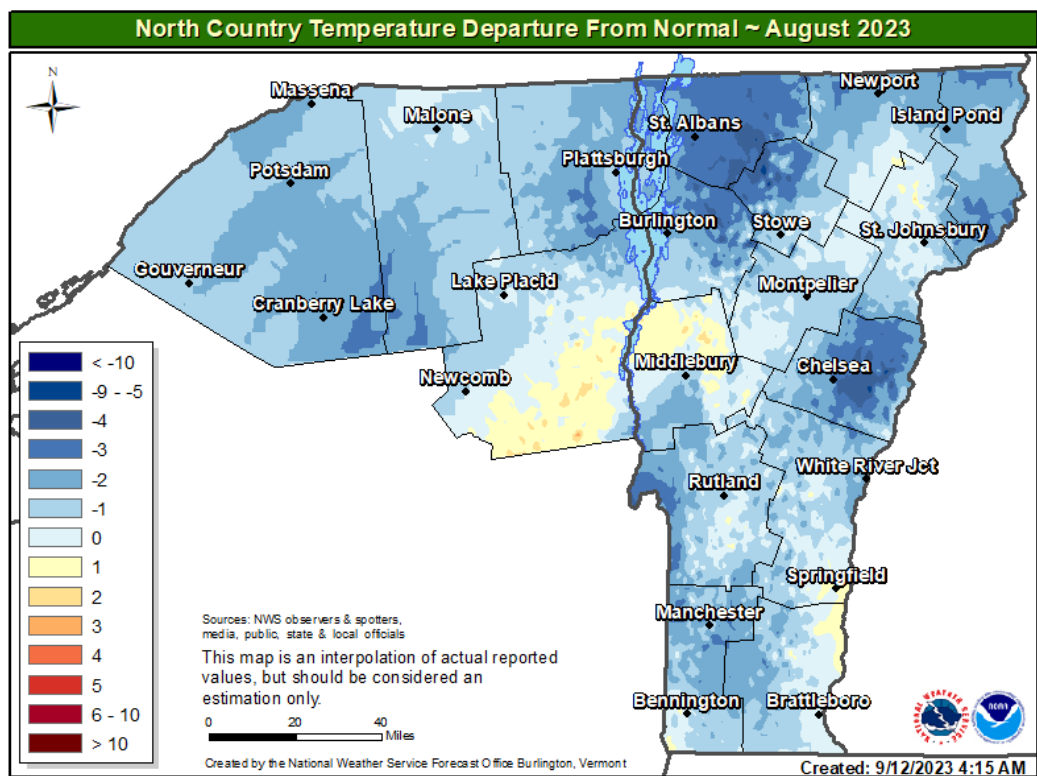 North Country Temperature Departure From Normal ~ August 2023
N
Massena
Malone
Newport
Island Pond
St. Albans
Plattsburgh
Potsdam
Burlington
Stowe
St. Johnsbury
Gouverneur
Lake Placid
Montpelier
Cranberry Lake
Middlebury
Chelsea
Newcomb
White River Jct
Rutland
Springfield
Manchester
Bennington
Brattleboro
< -10
-9 - -5
-4
-3
-2
-1
0
1
2
3
4
5
6 - 10
> 10
Sources: NWS observers & spotters,
media, public, state & local officials
This map is an interpolation of actual reported
values, but should be considered an
estimation only.
0 20 40
Miles
Created by the National Weather Service Forecast Office Burlington, Vermont
NATIONAL WEATHER SERVICE
noaa
Created: 9/12/2023 4:15 AM